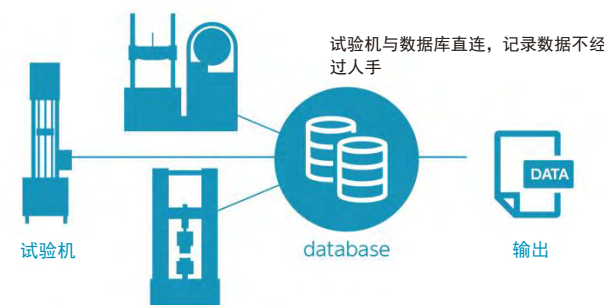 试验机与数据库直连，记录数据不经
过人手
DATA
试验机
database
输出